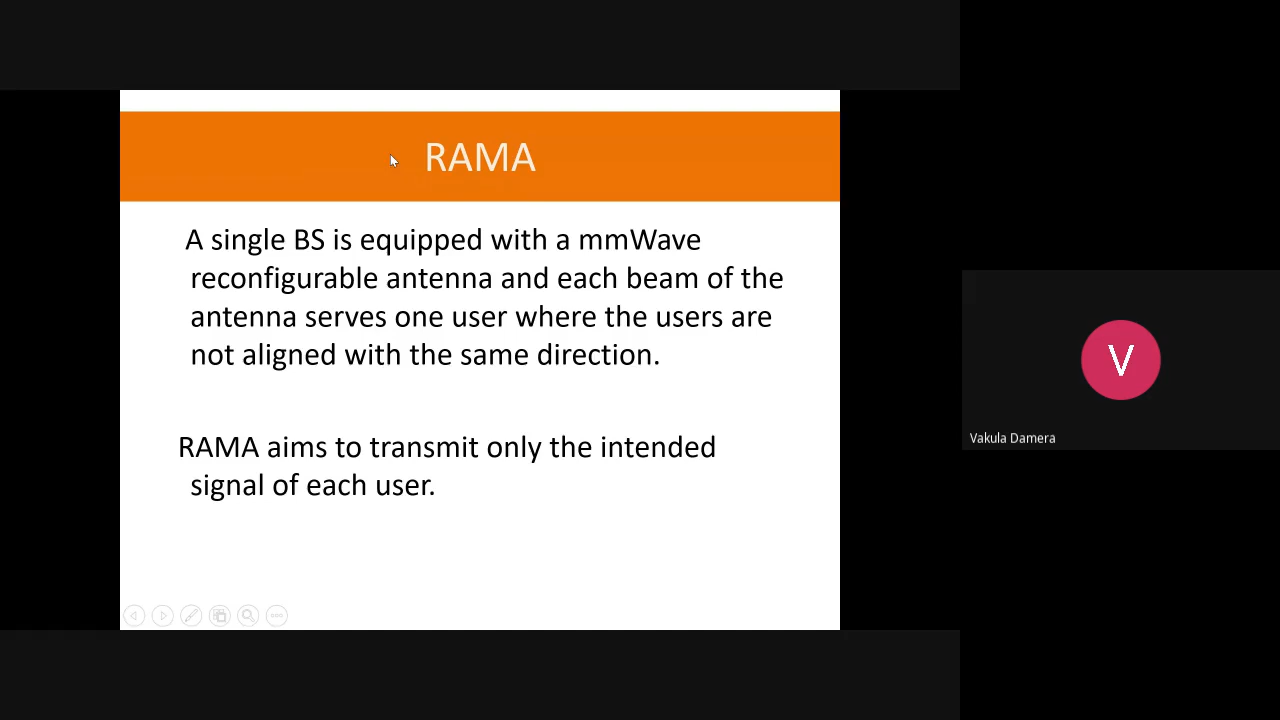 RAMA
A single BS is equipped with a mmWave
reconfigurable antenna and each beam of the
antenna serves one user where the users are
not aligned with the same direction.
RAMA aims to transmit only the intended
signal of each user.
V
Vakula Damera